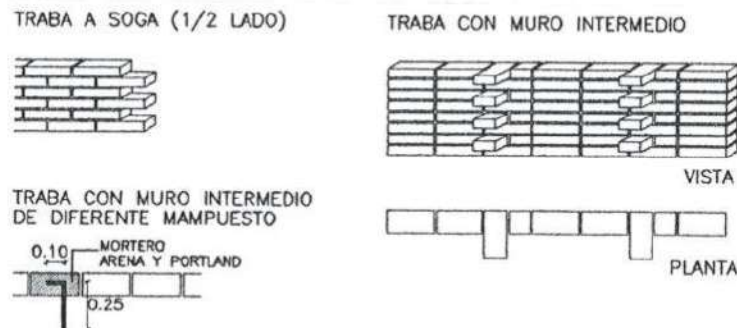 TRABA A SOGA (1/2 LADO)
TRABA CON MURO INTERMEDIO
VISTA
TRABA CON MURO INTERMEDIO
DE DIFERENTE MAMPUESTO
0,10
MORTERO
ARENA Y PORTLAND
0.25
PLANTA